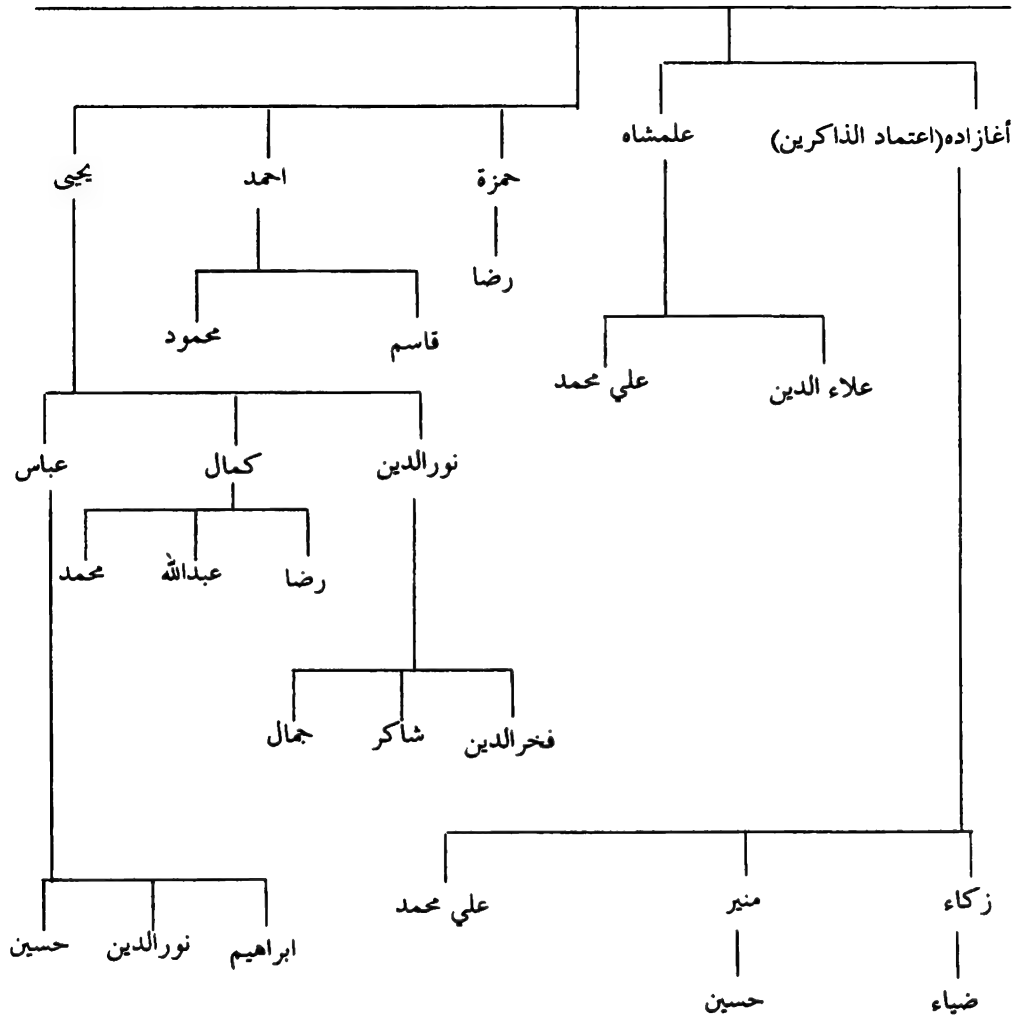 أغازاده(اعتماد الذاكرين)
علمشاه
حمزة
احمد
يحيى
رضا
قاسم
محمود
علاء الدين
علي محمد
نورالدين
كمال
عباس
رضا
عبدالله
محمد
فخرالدين
شاكر
جمال
زكاء
منير
علي محمد
ابراهيم
نورالدين
حسين
ضياء
حسين